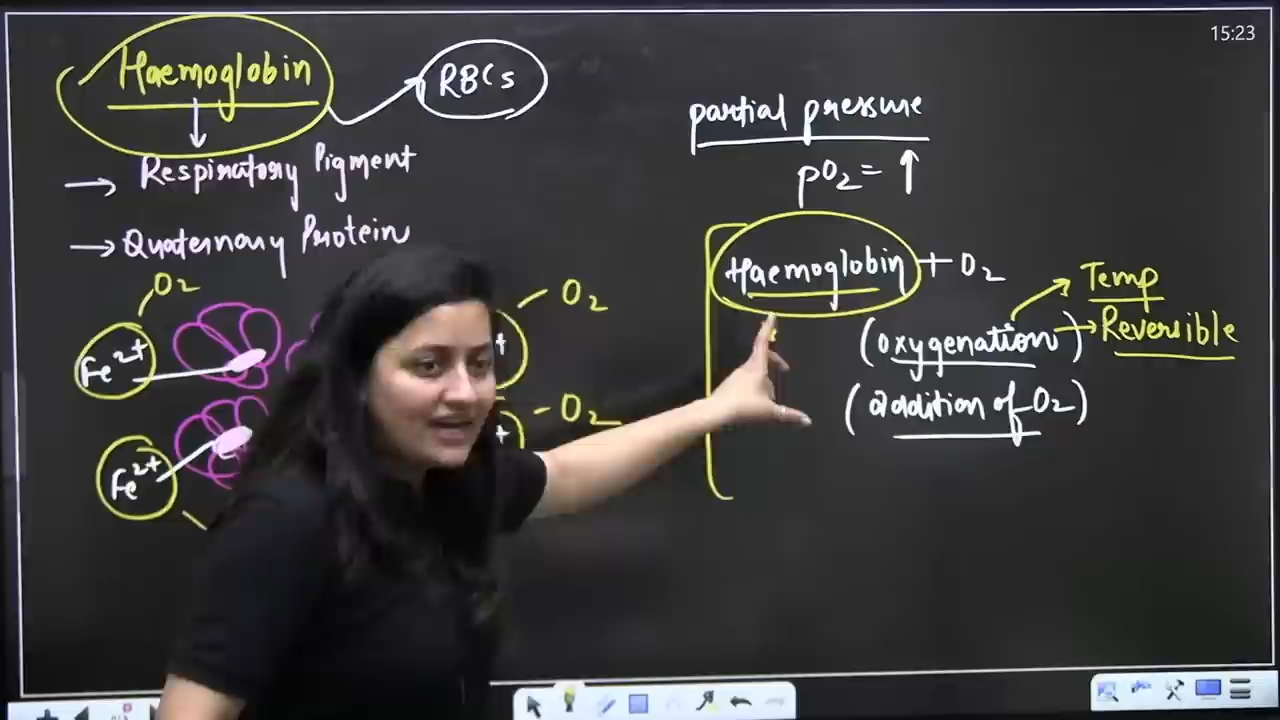 15:23
Haemoglobin
RBCs
→ Respiratory Pigment
→ Quaternary Protein
O2
Fe2+
O2
+
Fe2+
-O2
+
partial pressure
pO2= ↑
Haemoglobin + O2
(oxygenation)
Temp
→Reversible
(addition of O2)